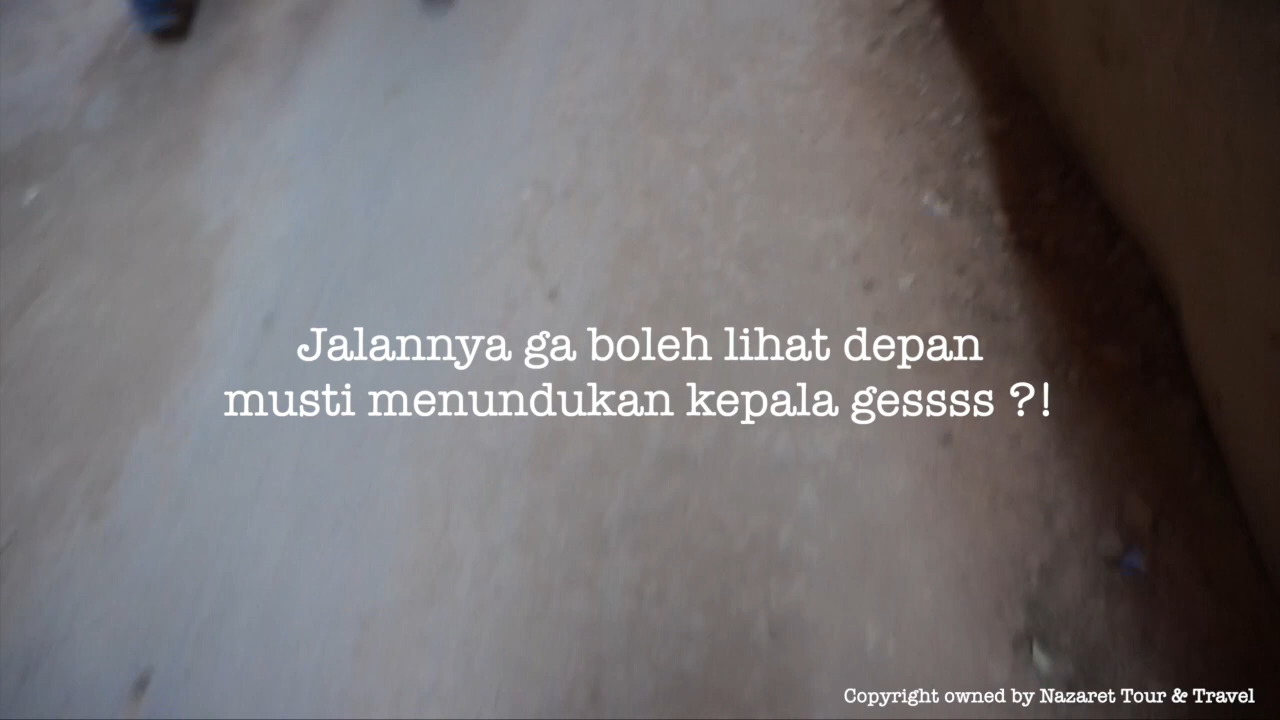 Jalannya ga boleh lihat depan
musti menundukan kepala gessss ?!
Copyright owned by Nazaret Tour & Travel